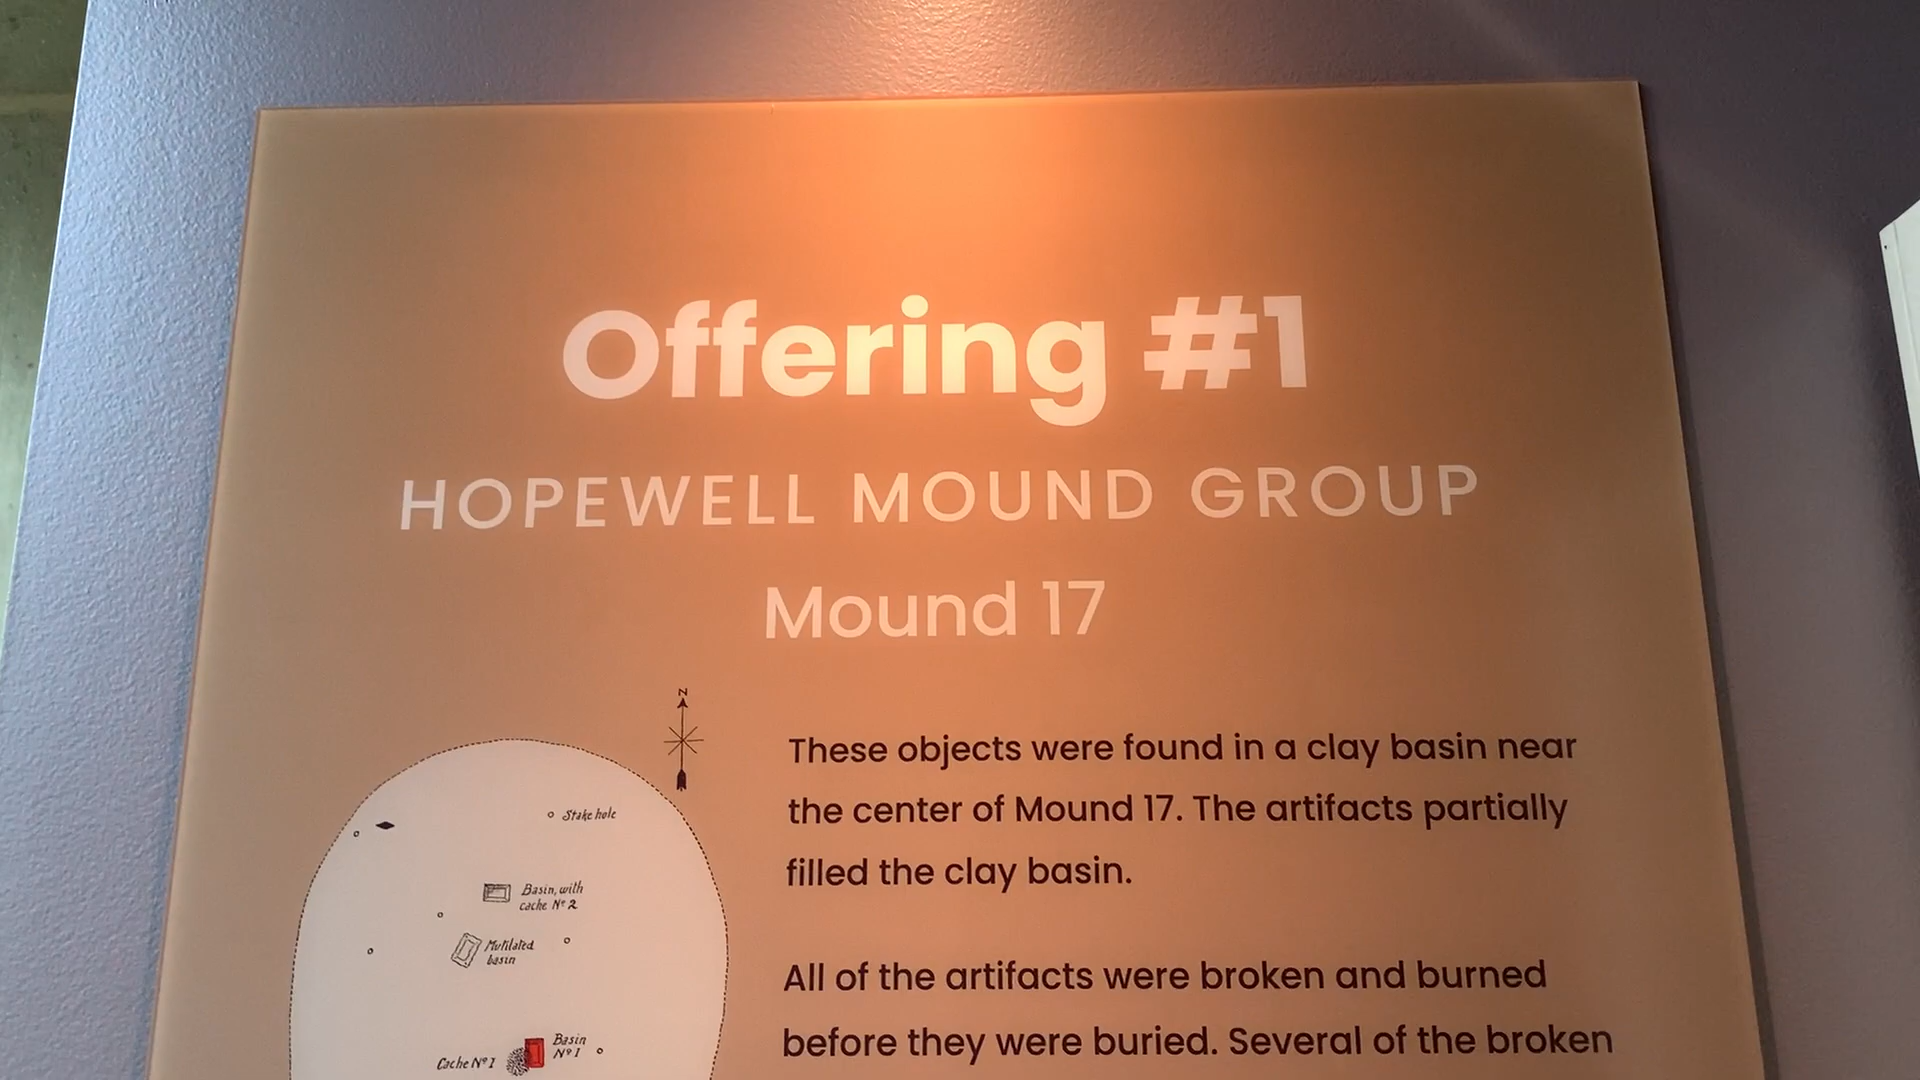 Offering #1
HOPEWELL MOUND GROUP
Mound 17
N
Stake hole
Basin, with
cache Nº 2
Mutilated
basin
Basin
Nº 1
Cache Nº 1
These objects were found in a clay basin near
the center of Mound 17. The artifacts partially
filled the clay basin.
All of the artifacts were broken and burned
before they were buried. Several of the broken